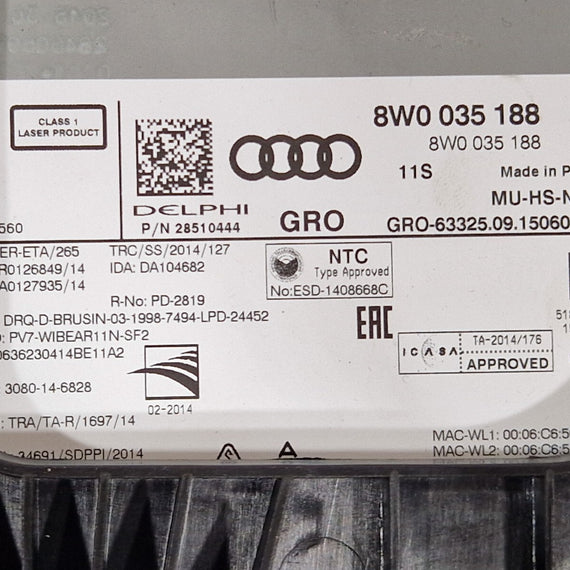 CLASS 1
LASER PRODUCT
8W0 035 188
8W0 035 188
11S
Made in P
MU-HS-N
DELPHI
P/N 28510444
GRO
GRO-63325.09.15060
560
ER-ETA/265
TRC/SS/2014/127
R0126849/14
IDA: DA104682
A0127935/14
R-No: PD-2819
NTC
Type Approved
No:ESD-1408668C
DRQ-D-BRUSIN-03-1998-7494-LPD-24452
: PV7-WIBEAR11N-SF2
0636230414BE11A2
EAC
ICASA
TA-2014/176
APPROVED
: 3080-14-6828
02-2014
: TRA/TA-R/1697/14
34691/SDPPI/2014
MAC-WL1: 00:06:C6:5
MAC-WL2: 00:06:C6:5